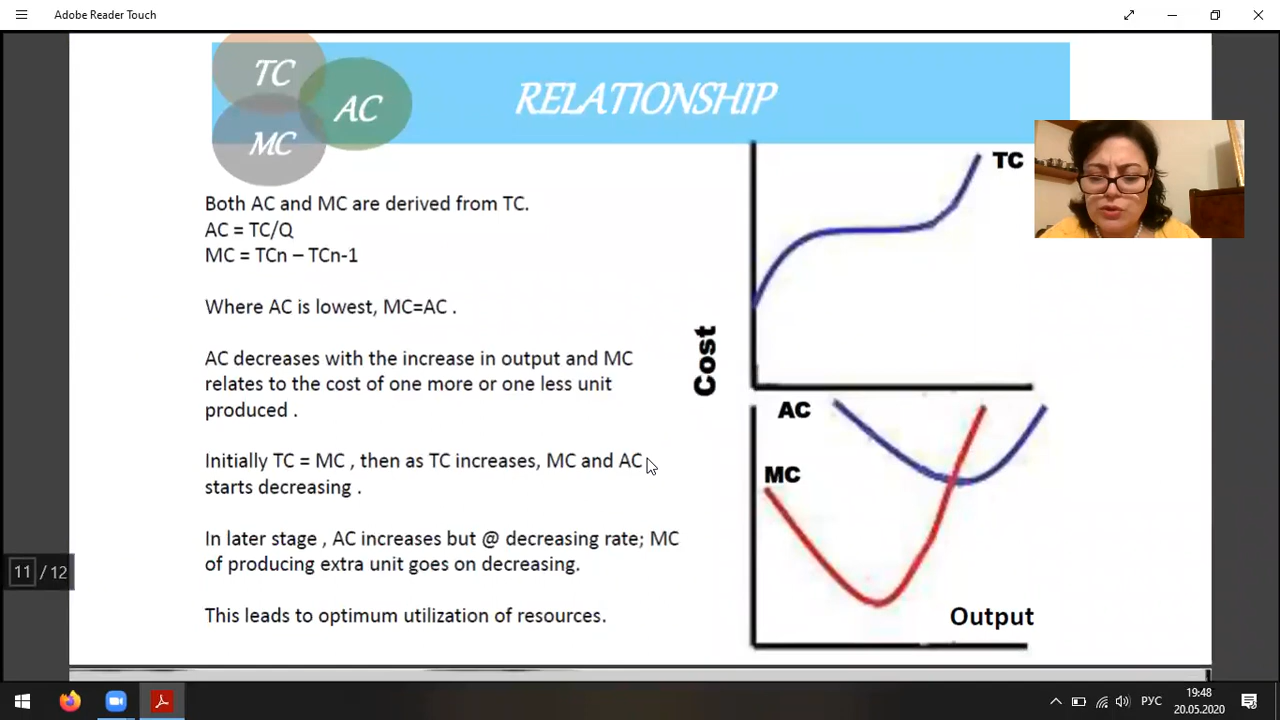 Adobe Reader Touch
TC
AC
MC
RELATIONSHIP
Both AC and MC are derived from TC.
AC = TC/Q
MC = TCn – TCn-1
Where AC is lowest, MC=AC .
AC decreases with the increase in output and MC
relates to the cost of one more or one less unit
produced .
Initially TC = MC , then as TC increases, MC and AC
starts decreasing .
In later stage , AC increases but @ decreasing rate; MC
of producing extra unit goes on decreasing.
This leads to optimum utilization of resources.
TC
Cost
AC
MC
Output
11 / 12
РУС
19:48
20.05.2020